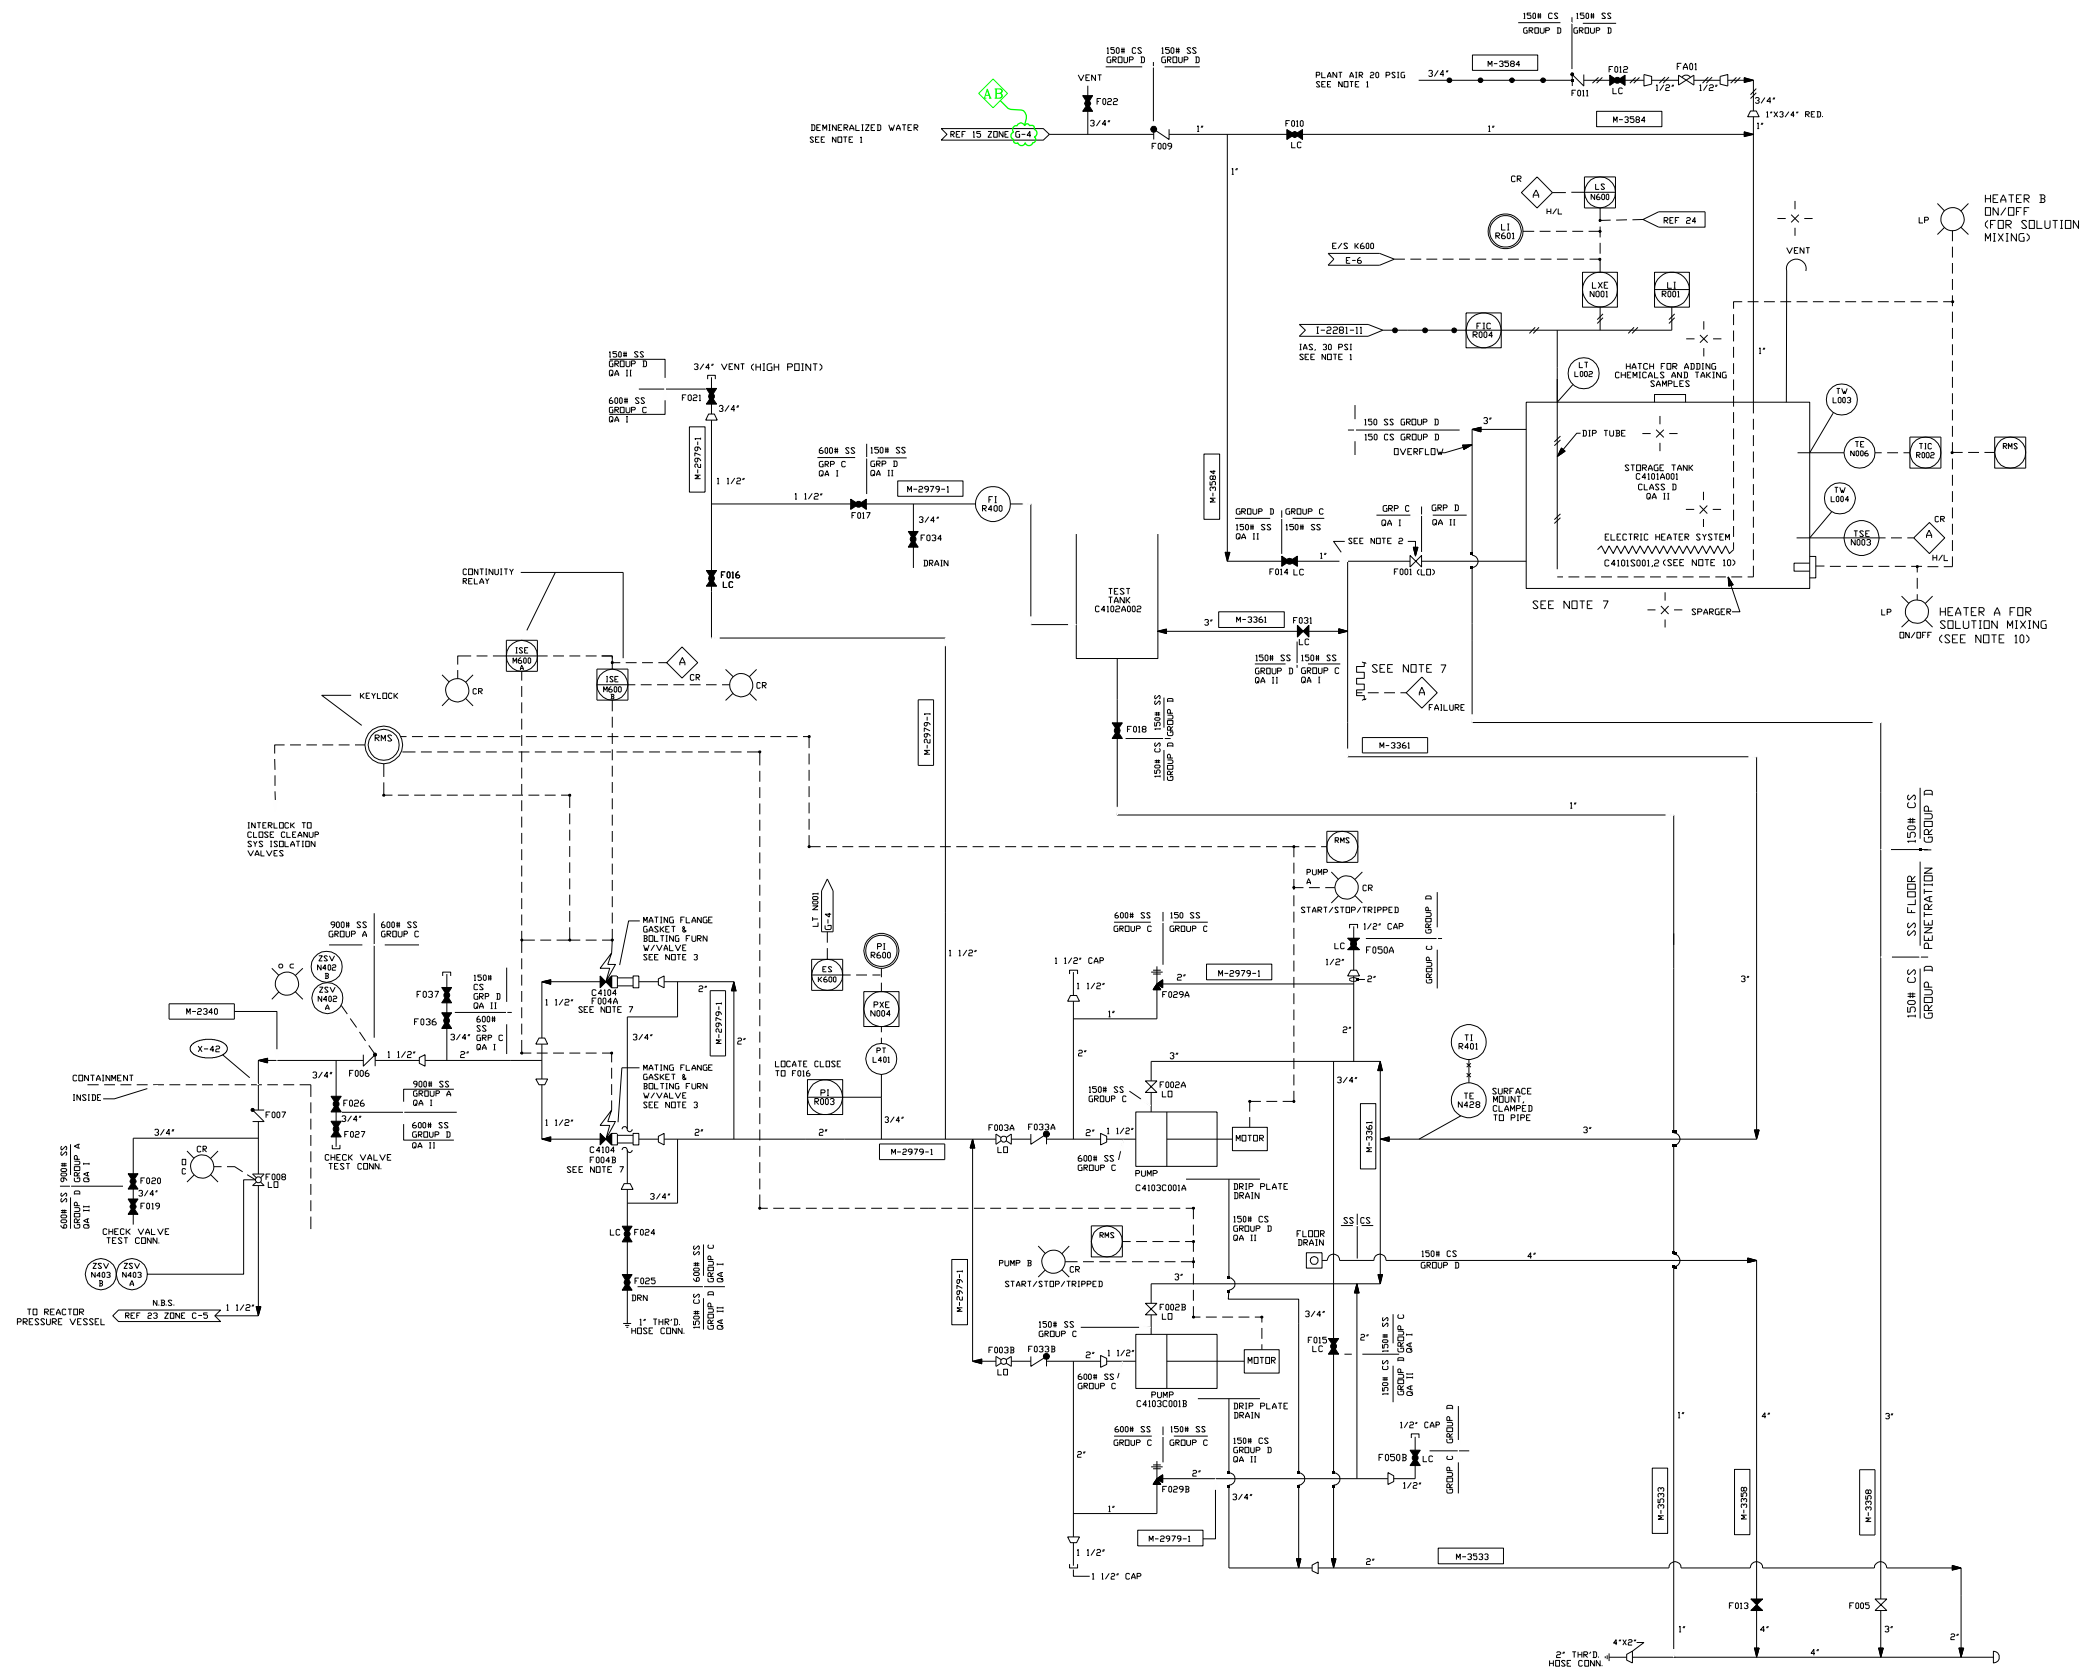 150# CS
GROUP D
150# SS
GROUP D
150# CS
GROUP D
150# SS
GROUP D
PLANT AIR 20 PSIG
SEE NOTE 1
3/4"
M-3584
F011
F012
LC
1/2"
FA01
1/2"
3/4"
1"X3/4" RED.
1"
AB
VENT
F022
3/4"
DEMINERALIZED WATER
SEE NOTE 1
REF 15 ZONE G-4
F009
1"
F010
LC
1"
M-3584
1"
CR
A
H/L
LS
N600
REF 24
LI
R601
E/S K600
E-6
LXE
N001
LI
R001
I-2281-11
IAS, 30 PSI
SEE NOTE 1
FIC
R004
VENT
LP
HEATER B
ON/OFF
(FOR SOLUTION
MIXING)
1"
LT
L002
HATCH FOR ADDING
CHEMICALS AND TAKING
SAMPLES
TW
L003
TE
N006
TIC
R002
RMS
TW
L004
TSE
N003
A
CR
H/L
150 SS GROUP D
150 CS GROUP D
OVERFLOW
3"
DIP TUBE
STORAGE TANK
C4101A001
CLASS D
QA II
ELECTRIC HEATER SYSTEM
C4101S001,2 (SEE NOTE 10)
SEE NOTE 7
SPARGER
LP
ON/OFF
HEATER A FOR
SOLUTION MIXING
(SEE NOTE 10)
150# SS
GROUP D
QA II
600# SS
GROUP C
QA I
3/4" VENT (HIGH POINT)
F021
3/4"
M-2979-1
1 1/2"
600# SS
GRP C
QA I
150# SS
GRP D
QA II
1 1/2"
F017
M-2979-1
FI
R400
3/4"
F034
DRAIN
F016
LC
M-3584
GROUP D
150# SS
QA II
GROUP C
150# SS
SEE NOTE 2
GRP C
QA I
GRP D
QA II
F014 LC
1"
F001 (LO)
TEST
TANK
C4102A002
3"
M-3361
F031
LC
150# SS
GROUP D
QA II
150# SS
GROUP C
QA I
SEE NOTE 7
A
FAILURE
M-3361
F018
150# CS 150# SS
GROUP D GROUP D
1"
CONTINUITY
RELAY
ISE
M600
A
ISE
M600
B
A
CR
CR
CR
KEYLOCK
RMS
INTERLOCK TO
CLOSE CLEANUP
SYS ISOLATION
VALVES
M-2979-1
1 1/2"
RMS
PUMP
A
CR
START/STOP/TRIPPED
150# CS
GROUP D
SS FLOOR
PENETRATION
150# CS
GROUP D
LT N001
G-4
ES
K600
PI
R600
PXE
N004
PT
L401
PI
R003
LOCATE CLOSE
TO F016
3/4"
MATING FLANGE
GASKET &
BOLTING FURN
W/VALVE
SEE NOTE 3
C4104
F004A
SEE NOTE 7
2"
M-2979-1
2"
3/4"
1 1/2"
MATING FLANGE
GASKET &
BOLTING FURN
W/VALVE
SEE NOTE 3
1 1/2"
C4104
F004B
SEE NOTE 7
2"
2"
M-2979-1
3/4"
LC
F024
F025
DRN
150# CS 600# SS
GROUP D GROUP C
QA II QA I
1" THR'D.
HOSE CONN.
900# SS
GROUP A
600# SS
GROUP C
ZSV
N402
B
ZSV
N402
A
O C
M-2340
X-42
F037
F036
150#
CS
GRP D
QA II
600#
SS
GRP C
QA I
3/4"
F006
1 1/2"
2"
3/4"
CONTAINMENT
INSIDE
F007
F026
3/4"
F027
900# SS
GROUP A
QA I
600# SS
GROUP D
QA II
CHECK VALVE
TEST CONN.
3/4"
CR
O
C
F008
LO
600# SS 900# SS
GROUP D GROUP A
QA II QA I
F020
3/4"
F019
CHECK VALVE
TEST CONN.
ZSV
N403
B
ZSV
N403
A
TO REACTOR
PRESSURE VESSEL
N.B.S.
REF 23 ZONE C-5
1 1/2"
600# SS
GROUP C
150 SS
GROUP C
1 1/2" CAP
F029A
2"
M-2979-1
1"
2"
1/2" CAP
LC
F050A
GROUP C GROUP D
1/2"
2"
2"
3"
150# SS
GROUP C
F002A
LO
F003A
LO
F033A
2"
1 1/2"
600# SS
GROUP C
PUMP
C4103C001A
MOTOR
3/4"
M-3361
TI
R401
TE
N428
SURFACE
MOUNT,
CLAMPED
TO PIPE
3"
3"
DRIP PLATE
DRAIN
150# CS
GROUP D
QA II
FLOOR
DRAIN
SS CS
4"
150# CS
GROUP D
RMS
PUMP B
CR
START/STOP/TRIPPED
M-2979-1
3"
F002B
LO
150# SS
GROUP C
F003B
LO
F033B
2"
1 1/2"
600# SS
GROUP C
PUMP
C4103C001B
MOTOR
3/4"
F015
LC
2"
150# CS 150# SS
GROUP D GROUP C
QA II QA I
DRIP PLATE
DRAIN
150# CS
GROUP D
QA II
600# SS
GROUP C
150# SS
GROUP C
2"
F029B
2"
1"
3/4"
M-2979-1
1 1/2"
1 1/2" CAP
1/2" CAP
F050B
LC
1/2"
GROUP C GROUP D
2"
M-3533
1"
4"
3"
M-3533
M-3358
M-3358
F013
F005
1"
4"
3"
2"
4"X2"
2" THR'D.
HOSE CONN.
4"